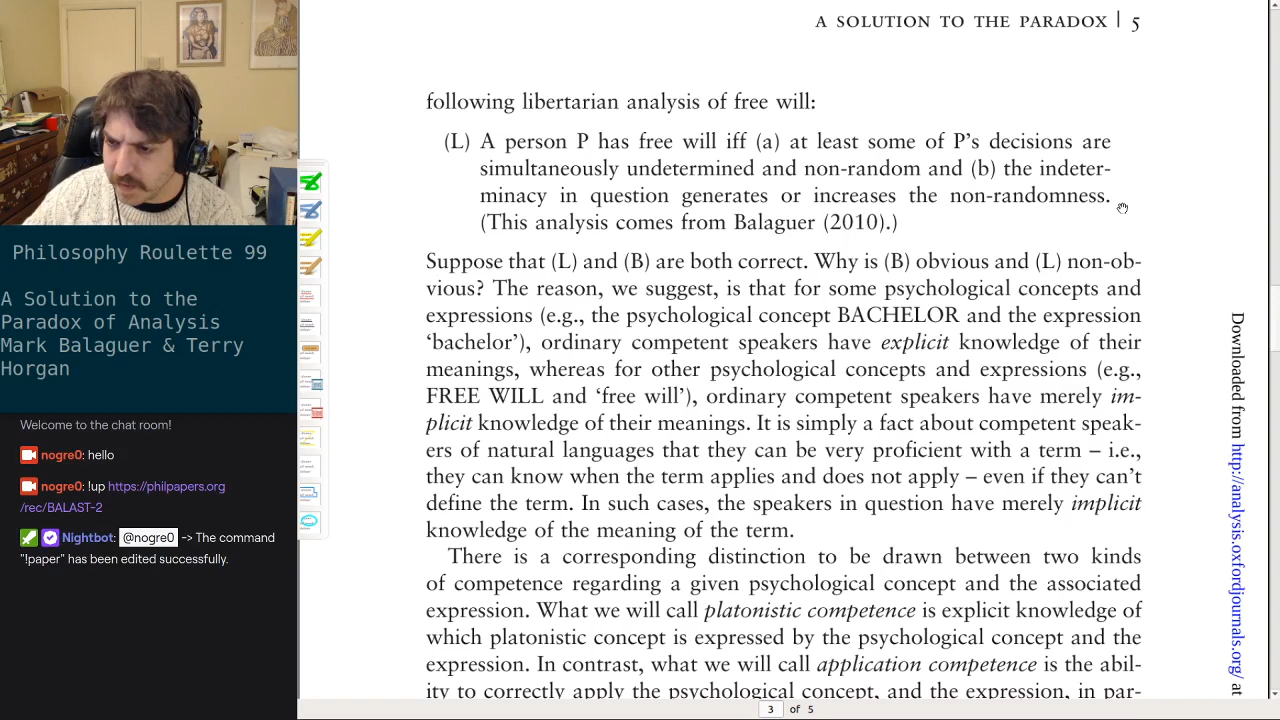 A SOLUTION TO THE PARADOX | 5
following libertarian analysis of free will:
(L) A person P has free will iff (a) at least some of P's decisions are
simultaneously undetermined and non-random and (b) the indeter-
minacy in question generates or increases the non-randomness.
(This analysis comes from Balaguer (2010).)
Suppose that (L) and (B) are both correct. Why is (B) obvious and (L) non-ob-
vious? The reason, we suggest, is that for some psychological concepts and
expressions (e.g., the psychological concept BACHELOR and the expression
'bachelor'), ordinary competent speakers have explicit knowledge of their
meanings, whereas for other psychological concepts and expressions (e.g.,
FREE WILL and 'free will'), ordinary competent speakers have merely im-
plicit knowledge of their meanings. It is simply a fact about competent speak-
ers of natural languages that they can be very proficient with a term – i.e.,
they can know when the term applies and does not apply – even if they can't
define the term. In such cases, the speakers in question have merely implicit
knowledge of the meaning of the term.
There is a corresponding distinction to be drawn between two kinds
of competence regarding a given psychological concept and the associated
expression. What we will call platonistic competence is explicit knowledge of
which platonistic concept is expressed by the psychological concept and the
expression. In contrast, what we will call application competence is the abil-
ity to correctly apply the psychological concept, and the expression, in par-
Downloaded from http://analysis.oxfordjournals.org/ at
3 of 5
Philosophy Roulette 99
A Solution to the
Paradox of Analysis
Mark Balaguer & Terry
Horgan
Welcome to the chat room!
nogre0: hello
nogre0: !up https://philpapers.org
/rec/BALAST-2
Nightbot: @nogre0 -> The command
"paper" has been edited successfully.